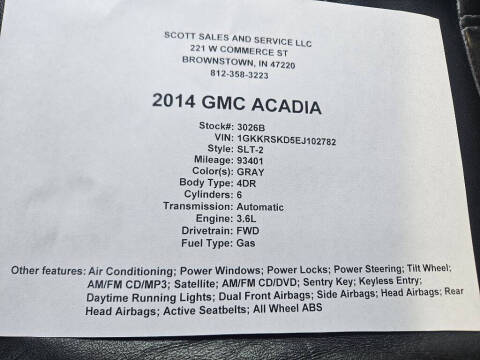 SCOTT SALES AND SERVICE LLC
221 W COMMERCE ST
BROWNSTOWN, IN 47220
812-358-3223
2014 GMC ACADIA
Stock#: 3026B
VIN: 1GKKRSKD5EJ102782
Style: SLT-2
Mileage: 93401
Color(s): GRAY
Body Type: 4DR
Cylinders: 6
Transmission: Automatic
Engine: 3.6L
Drivetrain: FWD
Fuel Type: Gas
Other features: Air Conditioning; Power Windows; Power Locks; Power Steering; Tilt Wheel;
AM/FM CD/MP3; Satellite; AM/FM CD/DVD; Sentry Key; Keyless Entry;
Daytime Running Lights; Dual Front Airbags; Side Airbags; Head Airbags; Rear
Head Airbags; Active Seatbelts; All Wheel ABS